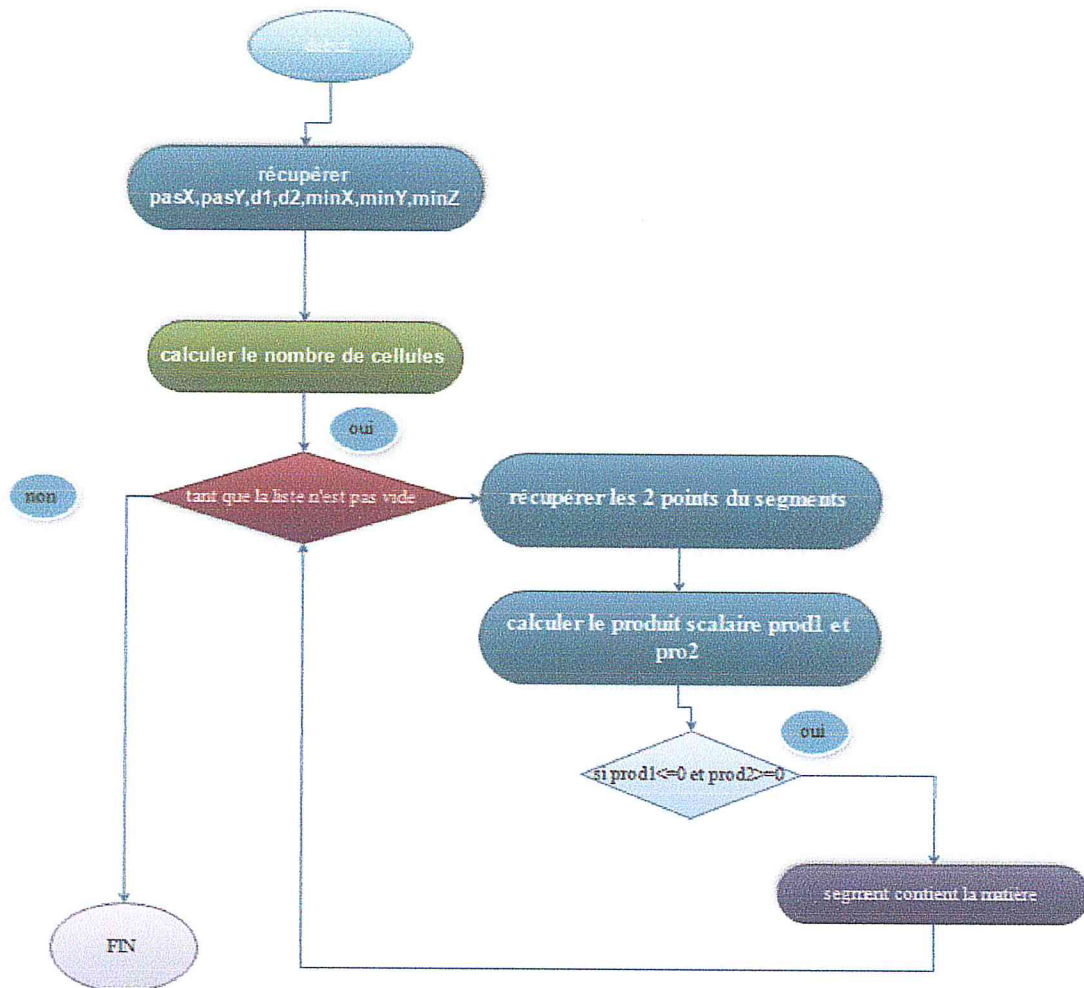 début
récupérer
pasX,pasY,d1,d2,minX,minY,minZ
calculer le nombre de cellules
oui
non
tant que la liste n'est pas vide
récupérer les 2 points du segments
calculer le produit scalaire prod1 et
pro2
oui
si prod1<=0 et prod2>=0
segment contient la matière
FIN